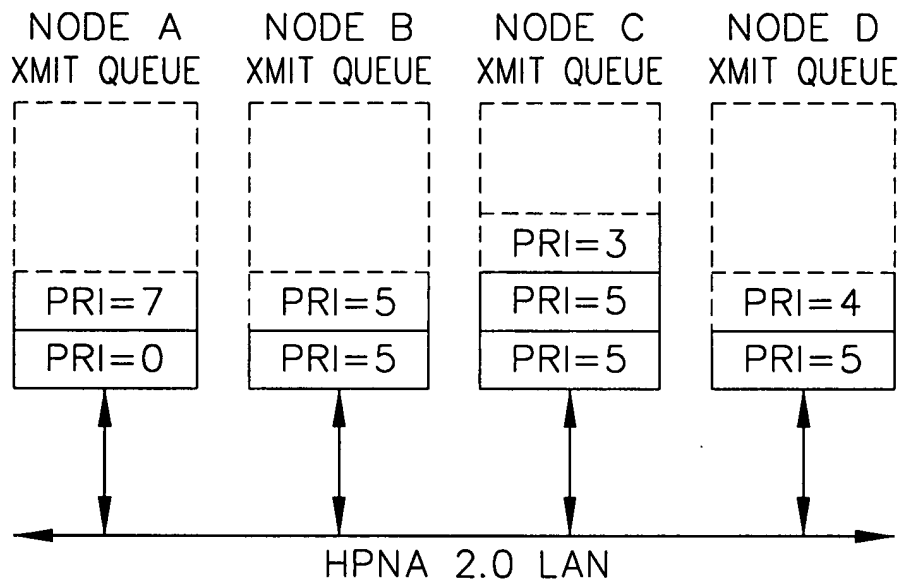 NODE A
XMIT QUEUE
PRI=7
PRI=0
NODE B
XMIT QUEUE
PRI=5
PRI=5
NODE C
XMIT QUEUE
PRI=3
PRI=5
PRI=5
NODE D
XMIT QUEUE
PRI=4
PRI=5
HPNA 2.0 LAN